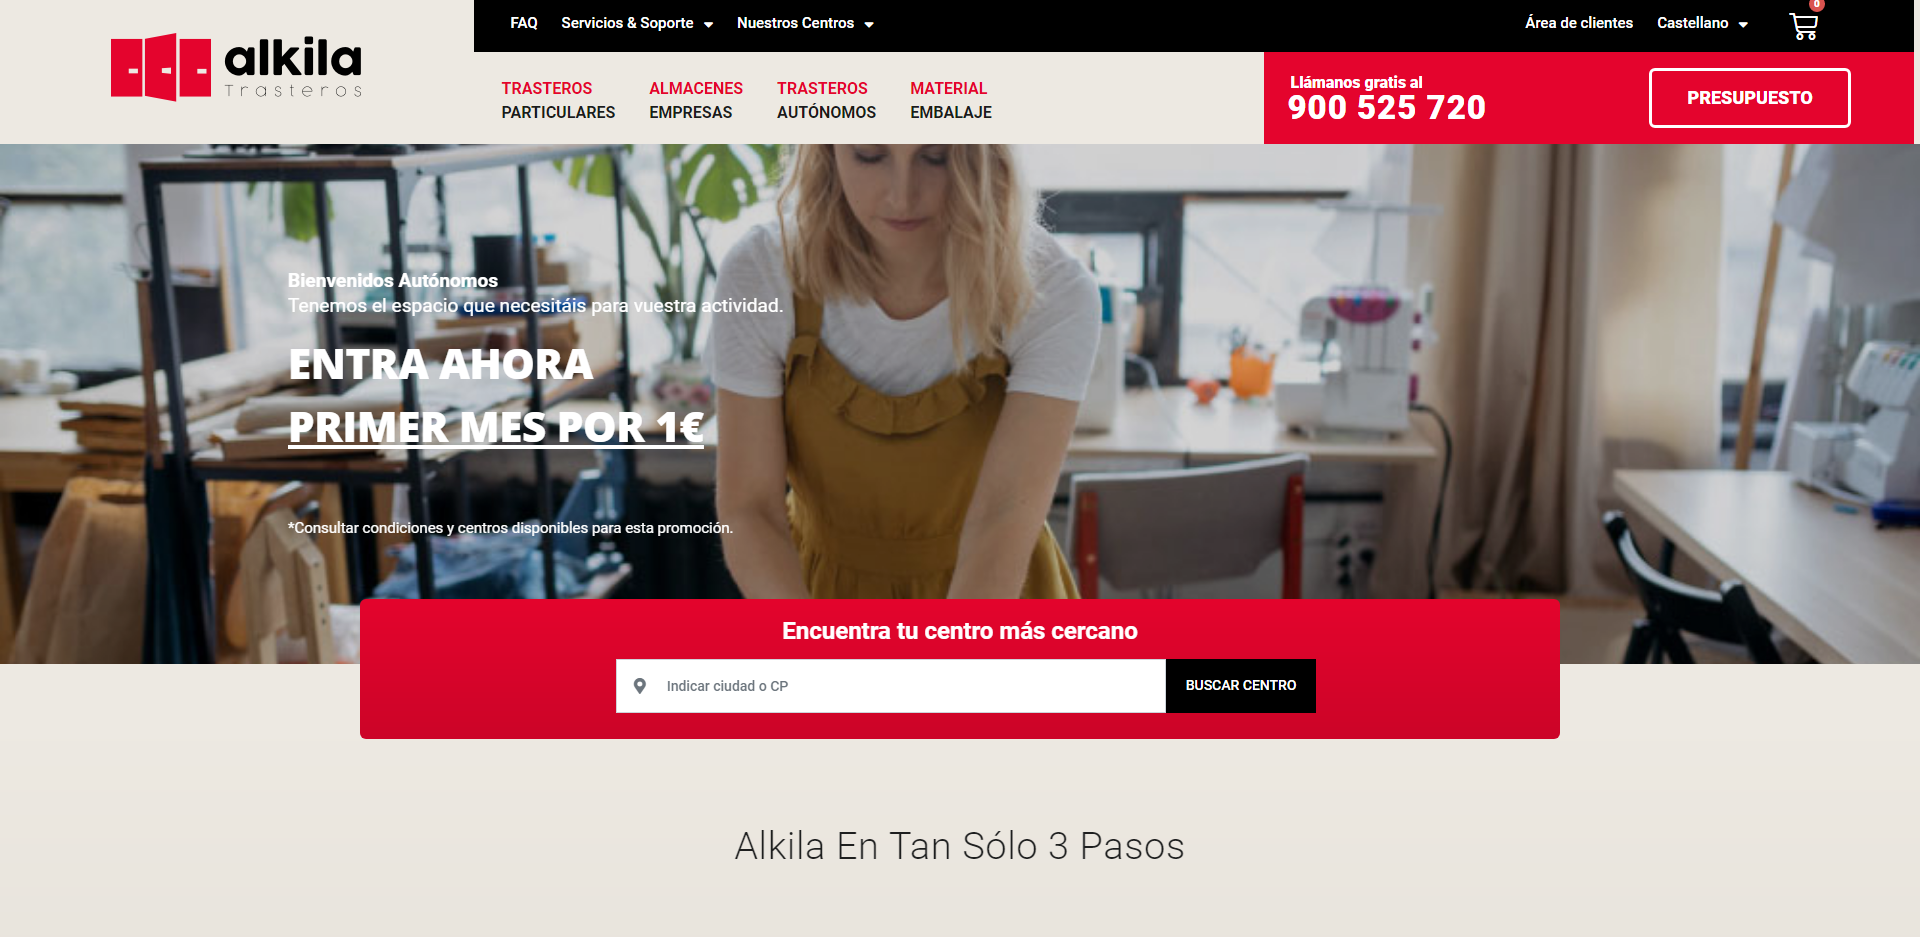 alkila
Trasteros
FAQ
Servicios & Soporte
Nuestros Centros
Área de clientes
Castellano
0
TRASTEROS
PARTICULARES
ALMACENES
EMPRESAS
TRASTEROS
AUTÓNOMOS
MATERIAL
EMBALAJE
Llámanos gratis al
900 525 720
PRESUPUESTO
Bienvenidos Autónomos
Tenemos el espacio que necesitáis para vuestra actividad.
ENTRA AHORA
PRIMER MES POR 1€
*Consultar condiciones y centros disponibles para esta promoción.
Encuentra tu centro más cercano
Indicar ciudad o CP
BUSCAR CENTRO
Alkila En Tan Sólo 3 Pasos